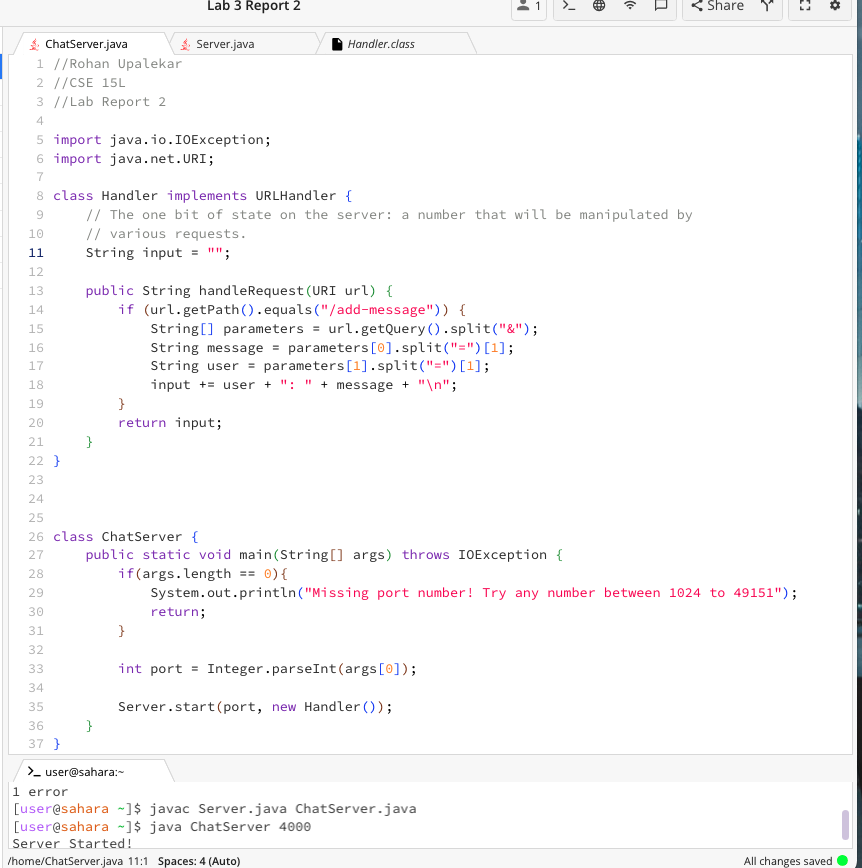 Lab 3 Report 2
1
Share
ChatServer.java
Server.java
Handler.class
1 //Rohan Upalekar
2 //CSE 15L
3 //Lab Report 2
4
5 import java.io.IOException;
6 import java.net.URI;
7
8 class Handler implements URLHandler {
9     // The one bit of state on the server: a number that will be manipulated by
10     // various requests.
11     String input = "";
12
13     public String handleRequest(URI url) {
14         if (url.getPath().equals("/add-message")) {
15             String[] parameters = url.getQuery().split("&");
16             String message = parameters[0].split("=")[1];
17             String user = parameters[1].split("=")[1];
18             input += user + ": " + message + "\n";
19         }
20         return input;
21     }
22 }
23
24
25
26 class ChatServer {
27     public static void main(String[] args) throws IOException {
28         if(args.length == 0){
29             System.out.println("Missing port number! Try any number between 1024 to 49151");
30             return;
31         }
32
33         int port = Integer.parseInt(args[0]);
34
35         Server.start(port, new Handler());
36     }
37 }
>_ user@sahara:~
1 error
[user@sahara ~]$ javac Server.java ChatServer.java
[user@sahara ~]$ java ChatServer 4000
Server Started!
/home/ChatServer.java 11:1 Spaces: 4 (Auto)
All changes saved